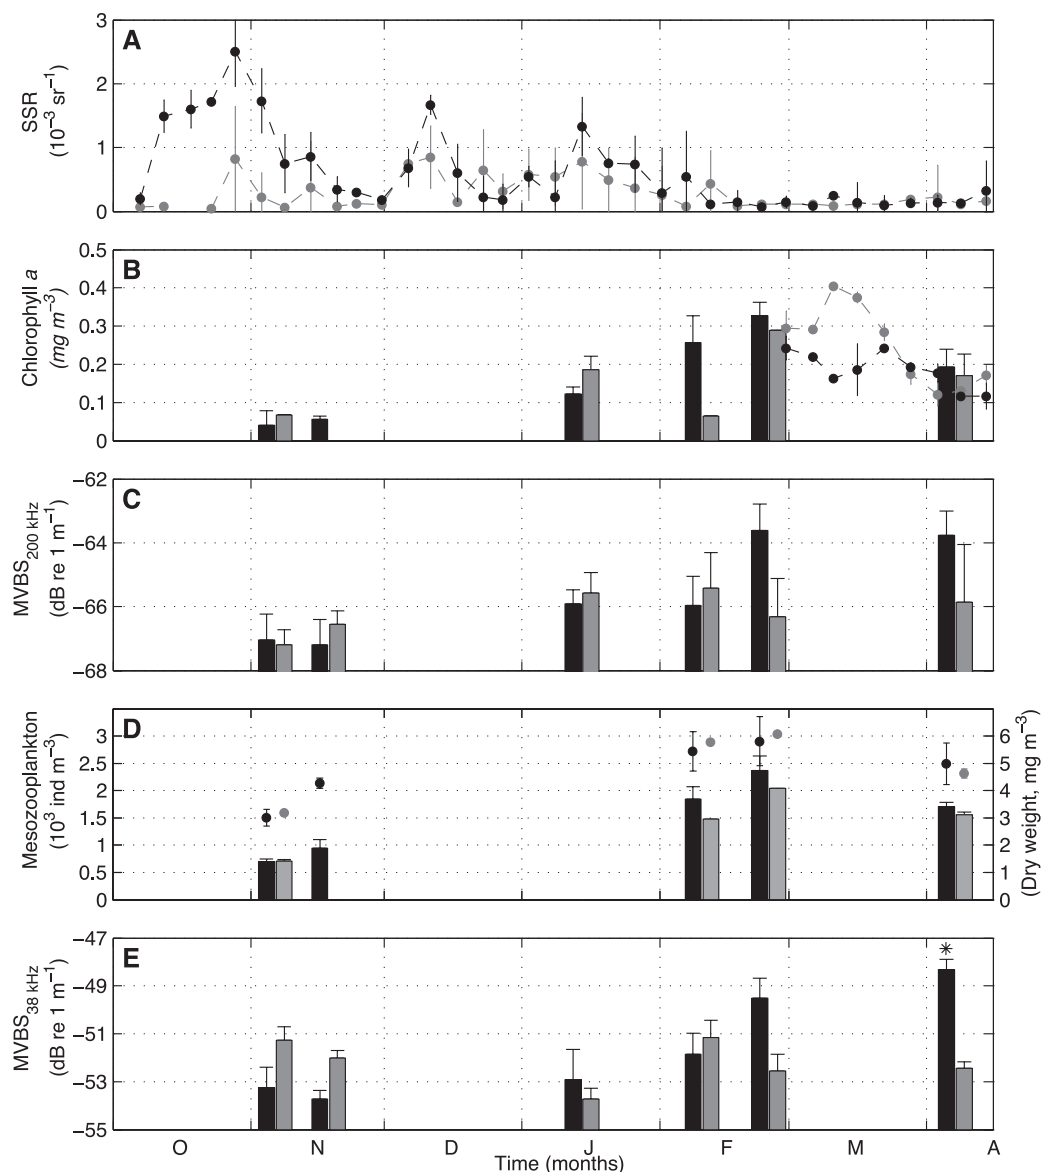 A
3
2
1
0
SSR
(10⁻³ sr⁻¹)
B
0.5
0.4
0.3
0.2
0.1
0
Chlorophyll a
(mg m⁻³)
C
−62
−64
−66
−68
MVBS200 kHz
(dB re 1 m⁻¹)
D
3
2.5
2
1.5
1
0.5
0
Mesozooplankton
(10³ ind m⁻³)
6
5
4
3
2
1
0
(Dry weight, mg m⁻³)
E
*
−47
−49
−51
−53
−55
MVBS38 kHz
(dB re 1 m⁻¹)
O N D J F M A
Time (months)